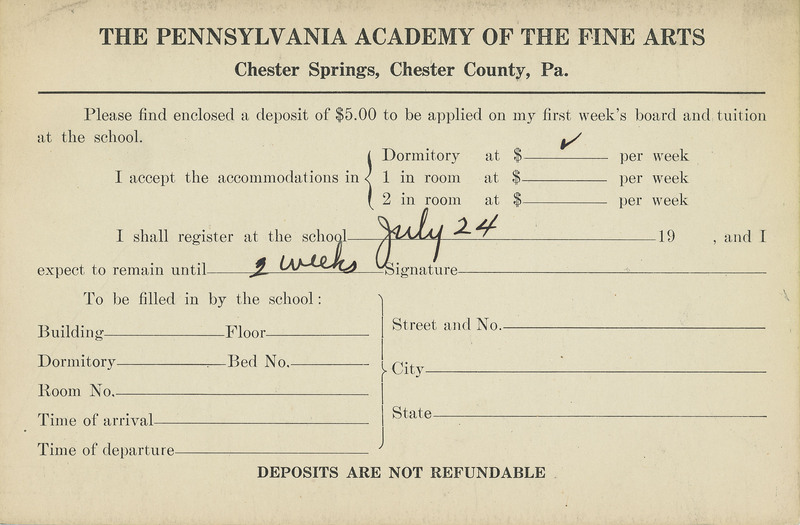 THE PENNSYLVANIA ACADEMY OF THE FINE ARTS
Chester Springs, Chester County, Pa.
Please find enclosed a deposit of $5.00 to be applied on my first week's board and tuition
at the school.
Dormitory at $ ✓ per week
I accept the accommodations in { 1 in room at $ per week
2 in room at $ per week
I shall register at the school July 24 19 , and I
expect to remain until 2 weeks Signature
To be filled in by the school:
Building Floor
Dormitory Bed No.
Room No.
Time of arrival
Time of departure
Street and No.
City
State
DEPOSITS ARE NOT REFUNDABLE